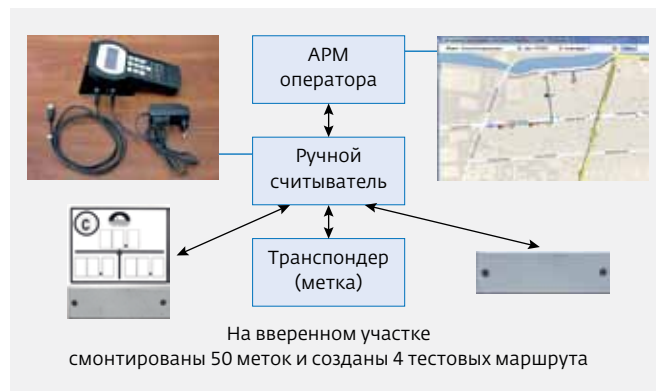 АРМ
оператора
Ручной
считыватель
С
Транспондер
(метка)
На вверенном участке
смонтированы 50 меток и созданы 4 тестовых маршрута